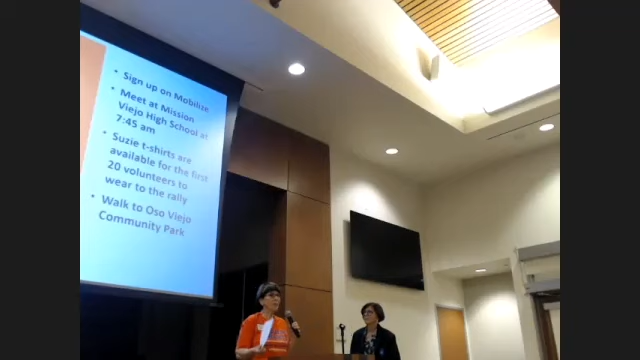 • Sign up on Mobilize
• Meet at Mission
Viejo High School at
7:45 am
• Suzie t-shirts are
available for the first
20 volunteers to
wear to the rally
• Walk to Oso Viejo
Community Park